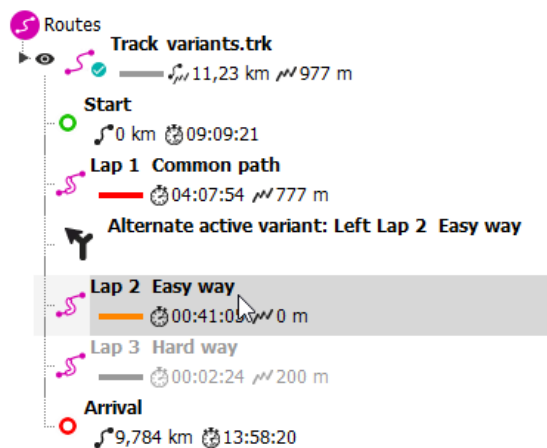 Routes
Track variants.trk
11,23 km 977 m
Start
0 km 09:09:21
Lap 1 Common path
04:07:54 777 m
Alternate active variant: Left Lap 2 Easy way
Lap 2 Easy way
00:41:0 0 m
Lap 3 Hard way
00:02:24 200 m
Arrival
9,784 km 13:58:20